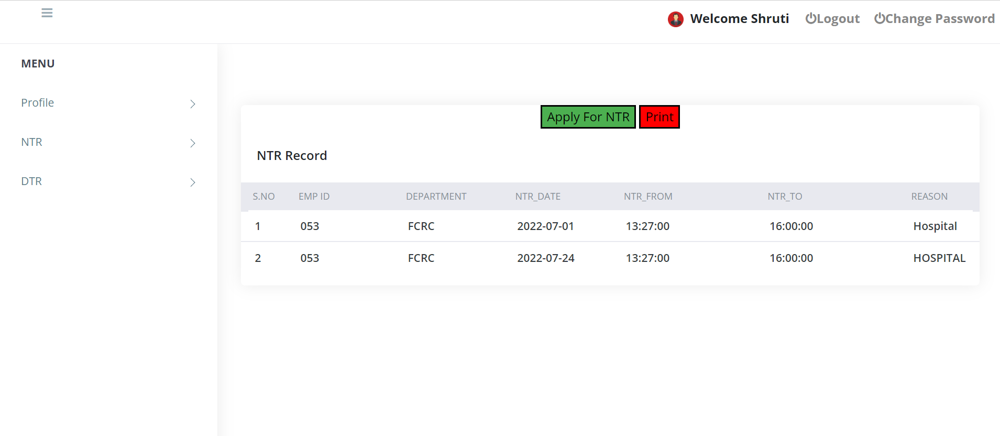 Welcome Shruti Logout Change Password
MENU
Profile
NTR
DTR
Apply For NTR Print
NTR Record
S.NO EMP ID DEPARTMENT NTR_DATE NTR_FROM NTR_TO REASON
1 053 FCRC 2022-07-01 13:27:00 16:00:00 Hospital
2 053 FCRC 2022-07-24 13:27:00 16:00:00 HOSPITAL